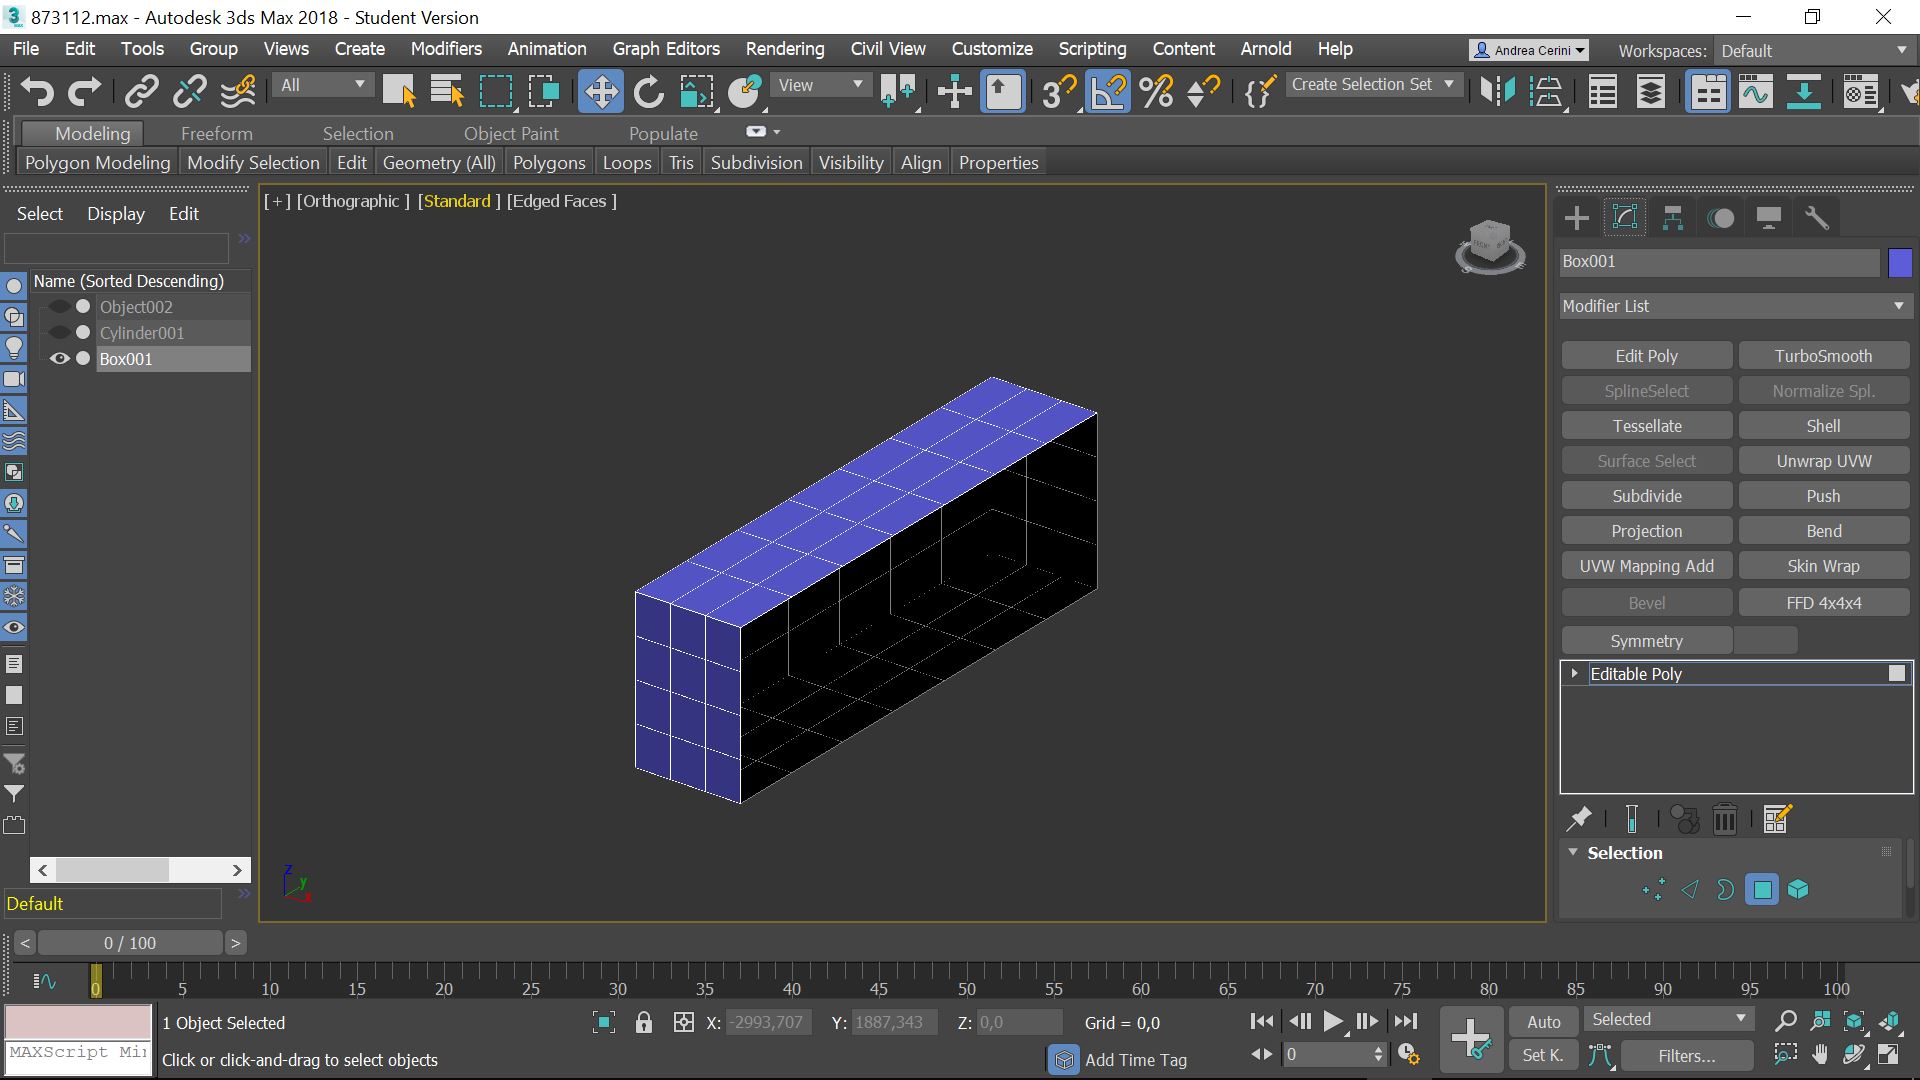 873112.max - Autodesk 3ds Max 2018 - Student Version
File Edit Tools Group Views Create Modifiers Animation Graph Editors Rendering Civil View Customize Scripting Content Arnold Help Andrea Cerini Workspaces: Default
All View 3 Create Selection Set
Modeling Freeform Selection Object Paint Populate
Polygon Modeling Modify Selection Edit Geometry (All) Polygons Loops Tris Subdivision Visibility Align Properties
Select Display Edit
[ + ] [Orthographic ] [Standard ] [Edged Faces ]
Name (Sorted Descending)
Object002
Cylinder001
Box001
Box001
Modifier List
Edit Poly TurboSmooth
SplineSelect Normalize Spl.
Tessellate Shell
Surface Select Unwrap UVW
Subdivide Push
Projection Bend
UVW Mapping Add Skin Wrap
Bevel FFD 4x4x4
Symmetry
Editable Poly
Selection
z y x
Default
< 0 / 100 >
0 5 10 15 20 25 30 35 40 45 50 55 60 65 70 75 80 85 90 95 100
1 Object Selected X: -2993,707 Y: 1887,343 Z: 0,0 Grid = 0,0 Auto Selected
MAXScript Mi Click or click-and-drag to select objects Add Time Tag 0 Set K. Filters...